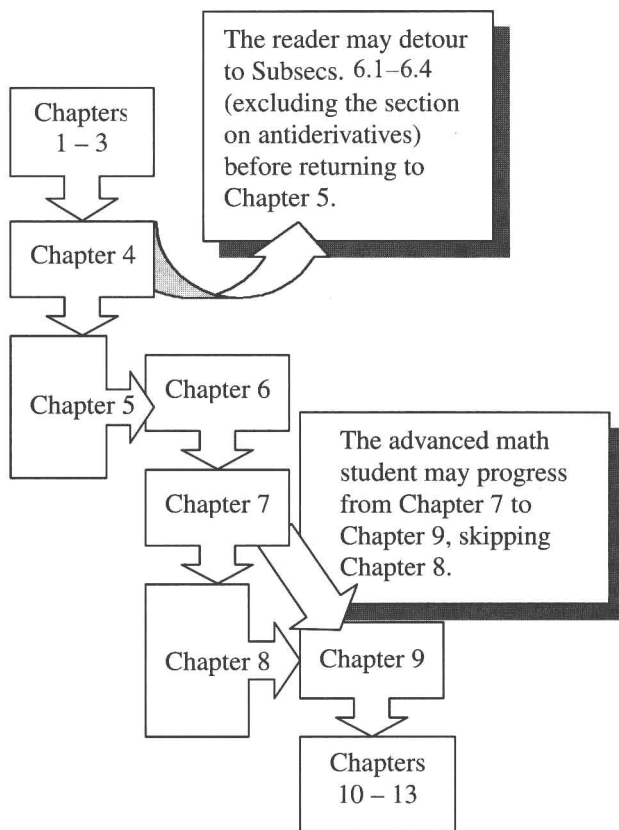 The reader may detour
to Subsecs. 6.1–6.4
(excluding the section
on antiderivatives)
before returning to
Chapter 5.
Chapters
1 – 3
Chapter 4
Chapter 5
Chapter 6
Chapter 7
The advanced math
student may progress
from Chapter 7 to
Chapter 9, skipping
Chapter 8.
Chapter 8
Chapter 9
Chapters
10 – 13